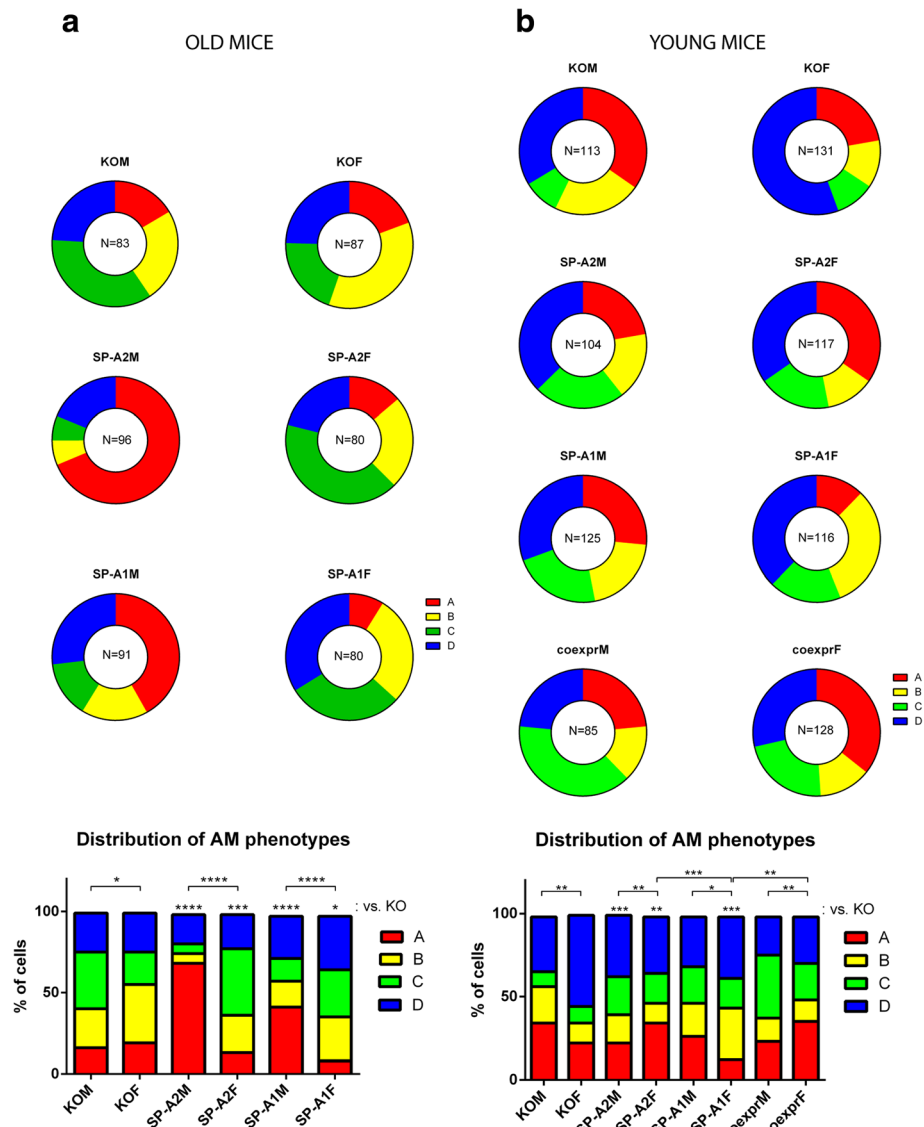 a
OLD MICE
KOM
KOF
N=83
N=87
SP-A2M
SP-A2F
N=96
N=80
SP-A1M
SP-A1F
N=91
N=80
A
B
C
D
Distribution of AM phenotypes
* **** ****
**** *** **** * : vs. KO
100
50
0
% of cells
A
B
C
D
KOM
KOF
SP-A2M
SP-A2F
SP-A1M
SP-A1F
b
YOUNG MICE
KOM
KOF
N=113
N=131
SP-A2M
SP-A2F
N=104
N=117
SP-A1M
SP-A1F
N=125
N=116
coexprM
coexprF
N=85
N=128
A
B
C
D
Distribution of AM phenotypes
*** **
** ** * **
*** ** *** : vs. KO
100
50
0
% of cells
A
B
C
D
KOM
KOF
SP-A2M
SP-A2F
SP-A1M
SP-A1F
oexprM
oexprF